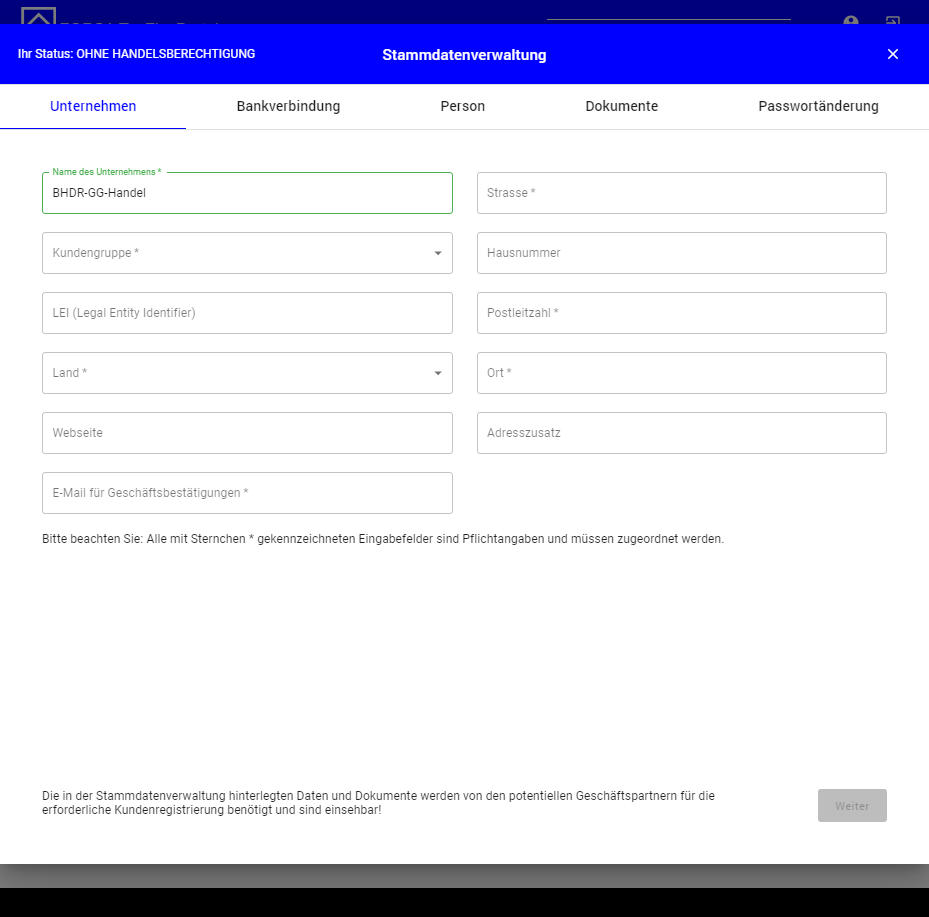 Ihr Status: OHNE HANDELSBERECHTIGUNG
Stammdatenverwaltung
Unternehmen
Bankverbindung
Person
Dokumente
Passwortänderung
Name des Unternehmens *
BHDR-GG-Handel
Strasse *
Kundengruppe *
Hausnummer
LEI (Legal Entity Identifier)
Postleitzahl *
Land *
Ort *
Webseite
Adresszusatz
E-Mail für Geschäftsbestätigungen *
Bitte beachten Sie: Alle mit Sternchen * gekennzeichneten Eingabefelder sind Pflichtangaben und müssen zugeordnet werden.
Die in der Stammdatenverwaltung hinterlegten Daten und Dokumente werden von den potentiellen Geschäftspartnern für die
erforderliche Kundenregistrierung benötigt und sind einsehbar!
Weiter